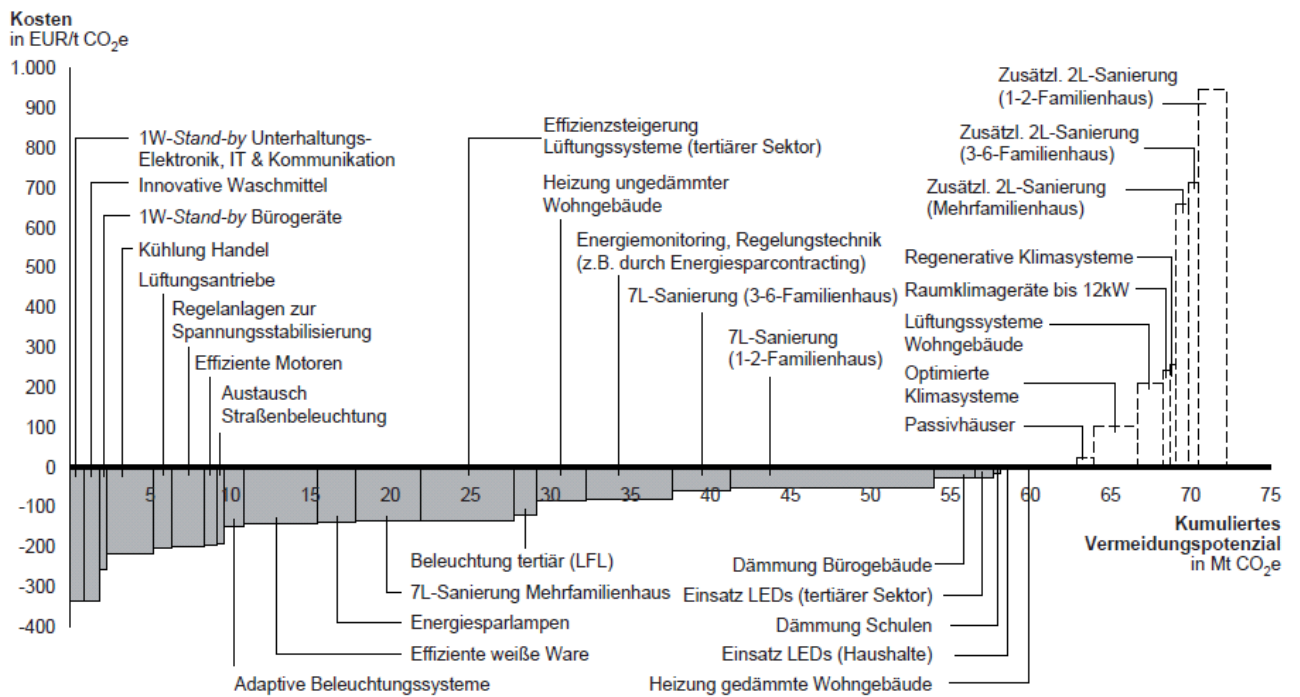 Kosten
in EUR/t CO2e
1.000
900
800
700
600
500
400
300
200
100
0
-100
-200
-300
-400
1W-Stand-by Unterhaltungs-
Elektronik, IT & Kommunikation
Innovative Waschmittel
1W-Stand-by Bürogeräte
Kühlung Handel
Lüftungsantriebe
Regelanlagen zur
Spannungsstabilisierung
Effiziente Motoren
Austausch
Straßenbeleuchtung
Effizienzsteigerung
Lüftungssysteme (tertiärer Sektor)
Heizung ungedämmter
Wohngebäude
Energiemonitoring, Regelungstechnik
(z.B. durch Energiesparcontracting)
7L-Sanierung (3-6-Familienhaus)
7L-Sanierung
(1-2-Familienhaus)
Zusätzl. 2L-Sanierung
(1-2-Familienhaus)
Zusätzl. 2L-Sanierung
(3-6-Familienhaus)
Zusätzl. 2L-Sanierung
(Mehrfamilienhaus)
Regenerative Klimasysteme
Raumklimageräte bis 12kW
Lüftungssysteme
Wohngebäude
Optimierte
Klimasysteme
Passivhäuser
5 10 15 20 25 30 35 40 45 50 55 60 65 70 75
Kumuliertes
Vermeidungspotenzial
in Mt CO2e
Beleuchtung tertiär (LFL)
7L-Sanierung Mehrfamilienhaus
Energiesparlampen
Effiziente weiße Ware
Adaptive Beleuchtungssysteme
Dämmung Bürogebäude
Einsatz LEDs (tertiärer Sektor)
Dämmung Schulen
Einsatz LEDs (Haushalte)
Heizung gedämmte Wohngebäude